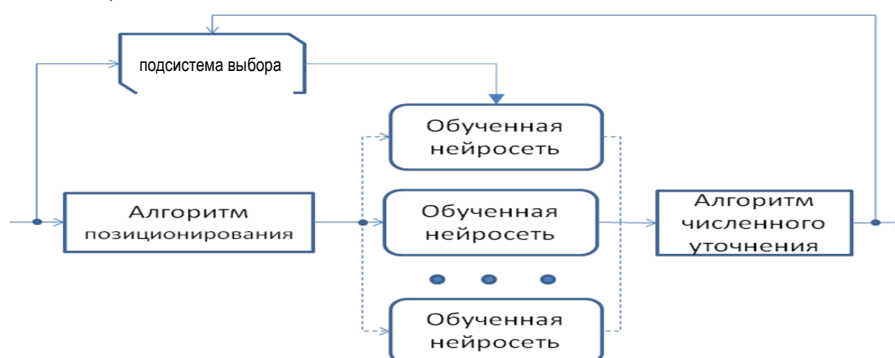 подсистема выбора
Обученная
нейросеть
Алгоритм
позиционирования
Обученная
нейросеть
Алгоритм
численного
уточнения
Обученная
нейросеть